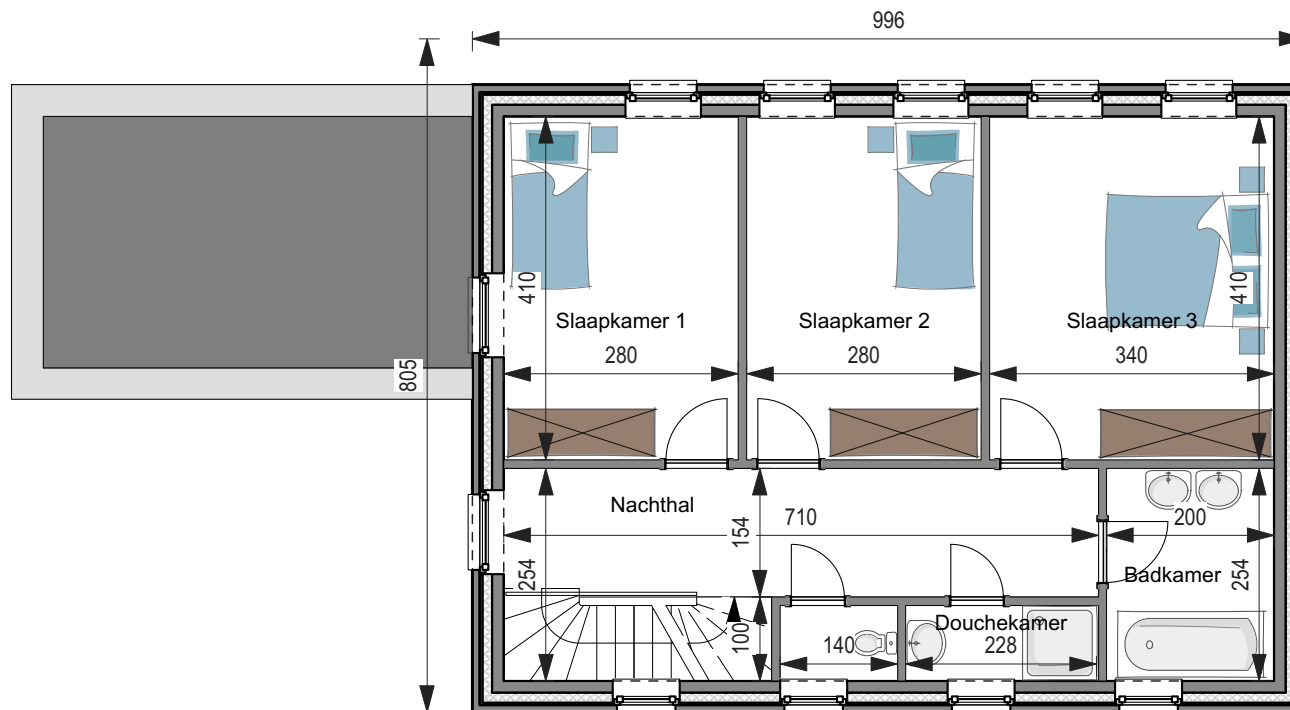 996
805
410
410
Slaapkamer 1
Slaapkamer 2
Slaapkamer 3
280
280
340
Nachthal
710
200
154
254
254
Badkamer
100
Douchekamer
140
228